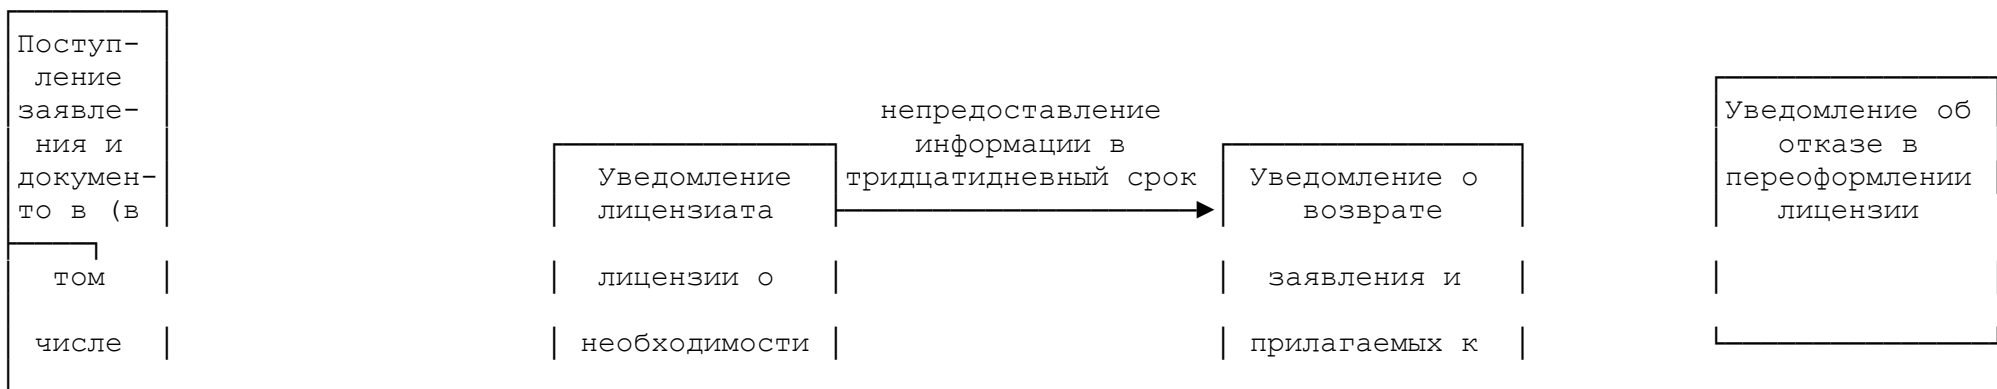 Поступ-
ление
заявле-
ния и
докумен-
то в (в
том
числе
Уведомление
лицензиата
лицензии о
необходимости
непредоставление
информации в
тридцатидневный срок
Уведомление о
возврате
заявления и
прилагаемых к
Уведомление об
отказе в
переоформлении
лицензии